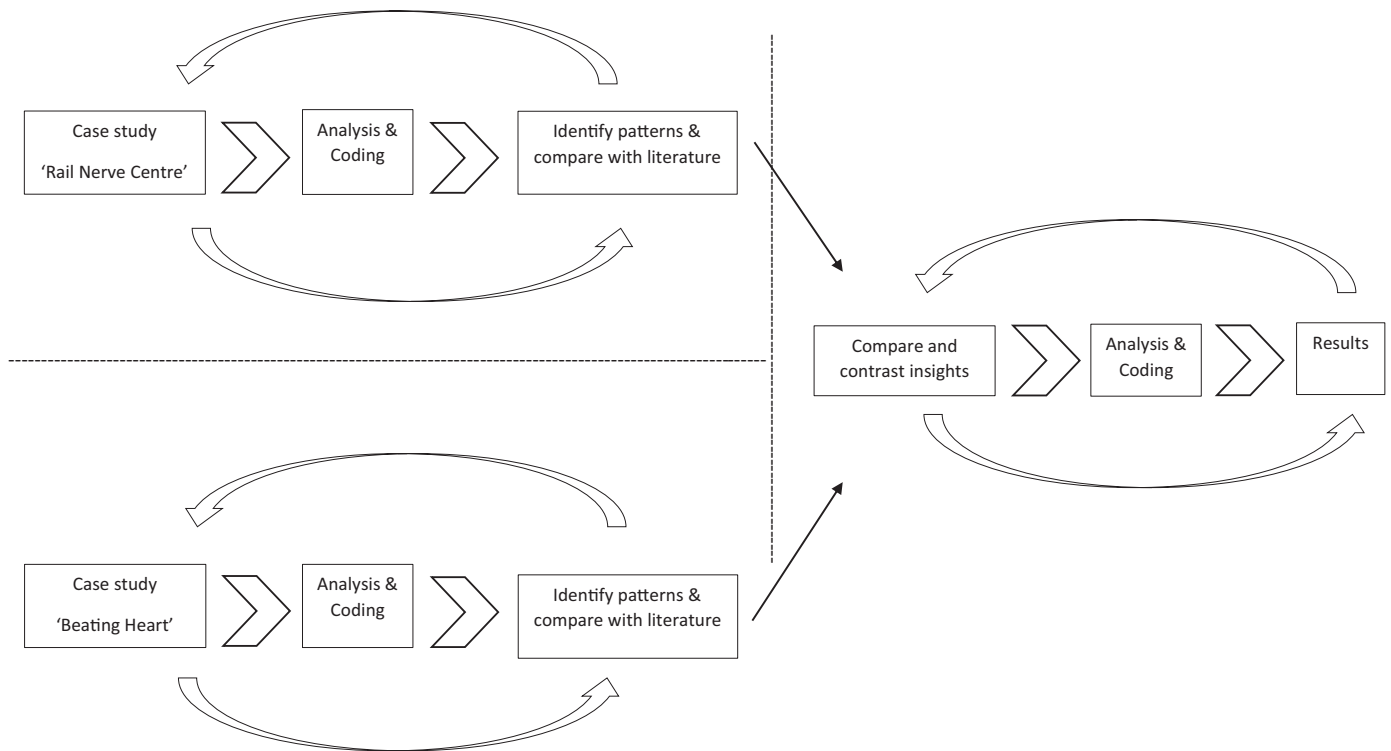 Case study
‘Rail Nerve Centre’
Analysis &
Coding
Identify patterns &
compare with literature
Compare and
contrast insights
Analysis &
Coding
Results
Case study
‘Beating Heart’
Analysis &
Coding
Identify patterns &
compare with literature